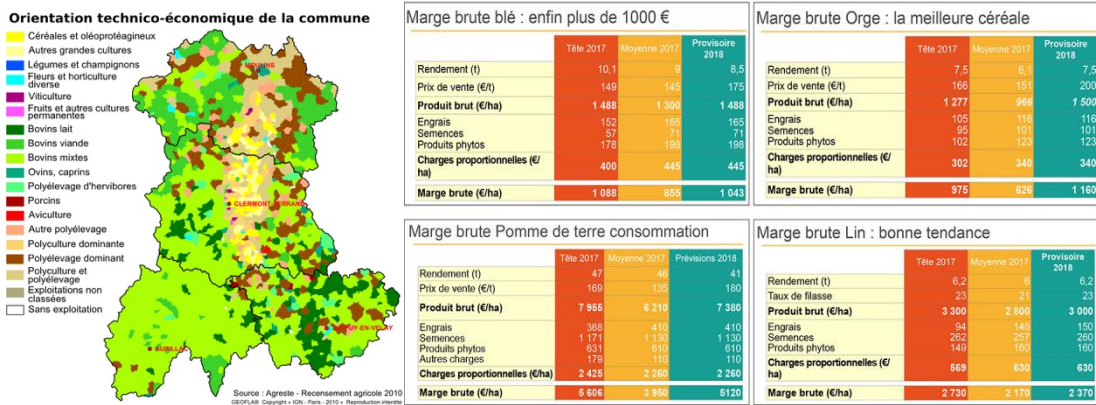 Orientation technico-économique de la commune
Céréales et oléoprotéagineux
Autres grandes cultures
Légumes et champignons
Fleurs et horticulture
diverse
Viticulture
Fruits et autres cultures
permanentes
Bovins lait
Bovins viande
Bovins mixtes
Ovins, caprins
Polyélevage d'hervibores
Porcins
Aviculture
Autre polyélevage
Polyculture dominante
Polyélevage dominant
Polyculture et
polyélevage
Exploitations non
classées
Sans exploitation
MOULINS
CLERMONT-FERRAND
AURILLAC
PUY-EN-VELAY
Source : Agreste - Recensement agricole 2010
GEOFLA® Copyright « IGN - Paris - 2010 » Reproduction interdite
Marge brute blé : enfin plus de 1000 €
Tête 2017 Moyenne 2017 Provisoire
2018
Rendement (t) 10,1 9 8,5
Prix de vente (€/t) 149 145 175
Produit brut (€/ha) 1 488 1 300 1 488
Engrais 152 165 165
Semences 57 71 71
Produits phytos 178 198 198
Charges proportionnelles (€/
ha) 400 445 445
Marge brute (€/ha) 1 088 855 1 043
Marge brute Orge : la meilleure céréale
Tête 2017 Moyenne 2017 Provisoire
2018
Rendement (t) 7,5 6,1 7,5
Prix de vente (€/t) 166 151 200
Produit brut (€/ha) 1 277 966 1 500
Engrais 105 116 116
Semences 95 101 101
Produits phytos 102 123 123
Charges proportionnelles (€/
ha) 302 340 340
Marge brute (€/ha) 975 626 1 160
Marge brute Pomme de terre consommation
Tête 2017 Moyenne 2017 Prévisions 2018
Rendement (t) 47 46 41
Prix de vente (€/t) 169 135 180
Produit brut (€/ha) 7 955 6 210 7 380
Engrais 368 410 410
Semences 1 171 1 130 1 130
Produits phytos 631 610 610
Autres charges 179 110 110
Charges proportionnelles (€/ha) 2 425 2 260 2 260
Marge brute (€/ha) 5 606 3 960 5120
Marge brute Lin : bonne tendance
Tête 2017 Moyenne 2017 Provisoire
2018
Rendement (t) 6,2 6 6,2
Taux de filasse 23 21 23
Produit brut (€/ha) 3 300 2 800 3 000
Engrais 94 148 150
Semences 262 257 260
Produits phytos 149 160 160
Charges proportionnelles (€/
ha) 569 630 630
Marge brute (€/ha) 2 730 2 170 2 370